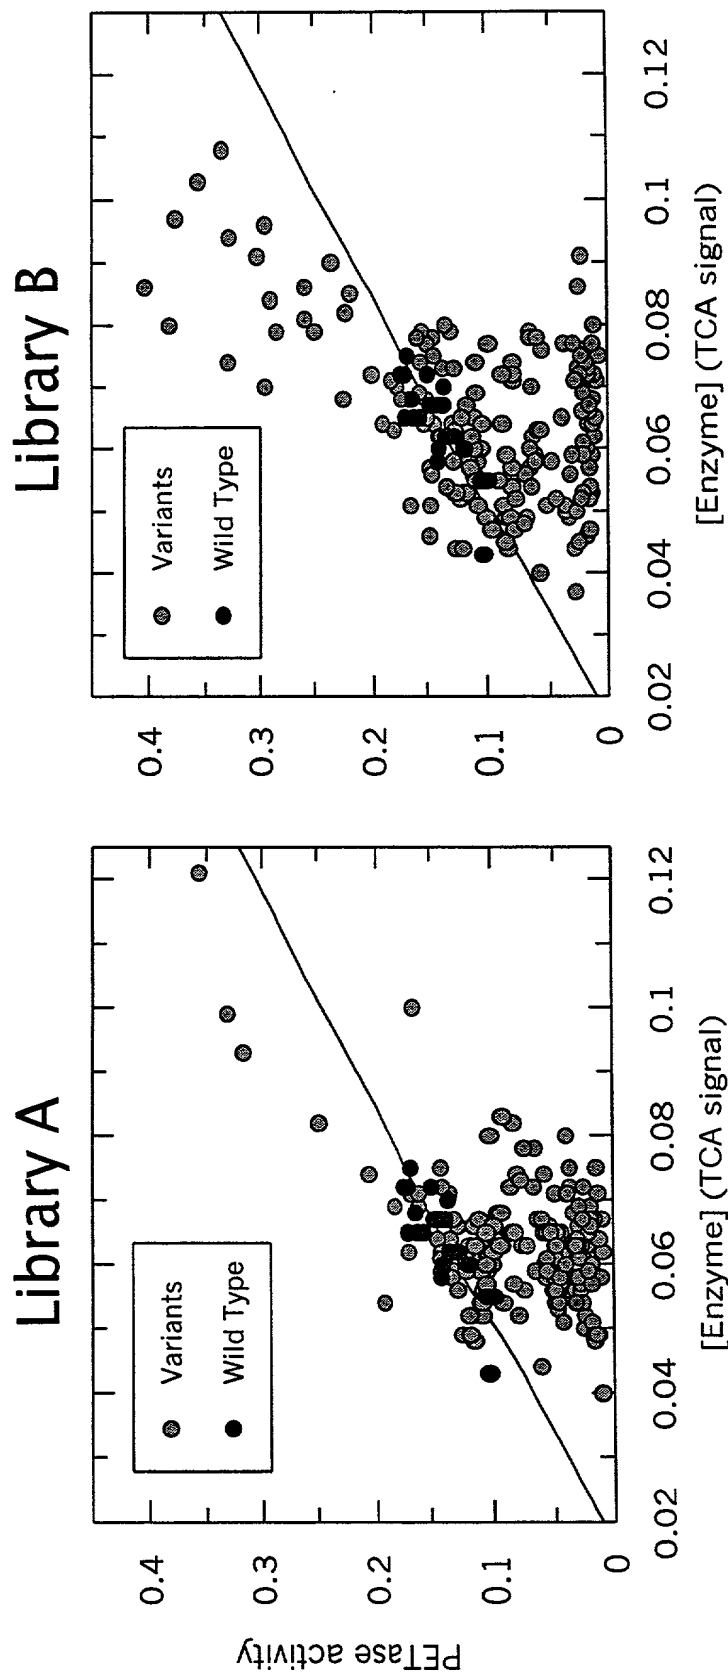 Library A
PETase activity
0.4
0.3
0.2
0.1
0
Variants
Wild Type
0.02
0.04
0.06
0.08
0.1
0.12
[Enzyme] (TCA signal)
Library B
0.4
0.3
0.2
0.1
0
Variants
Wild Type
0.02
0.04
0.06
0.08
0.1
0.12
[Enzyme] (TCA signal)